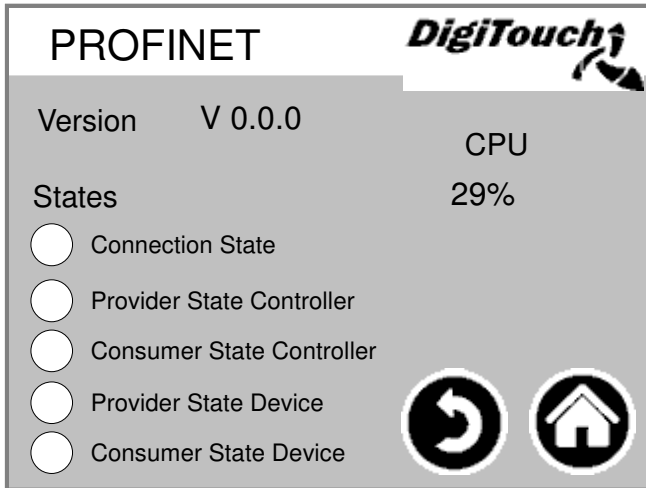 PROFINET
DigiTouch
Version V 0.0.0
CPU
29%
States
Connection State
Provider State Controller
Consumer State Controller
Provider State Device
Consumer State Device